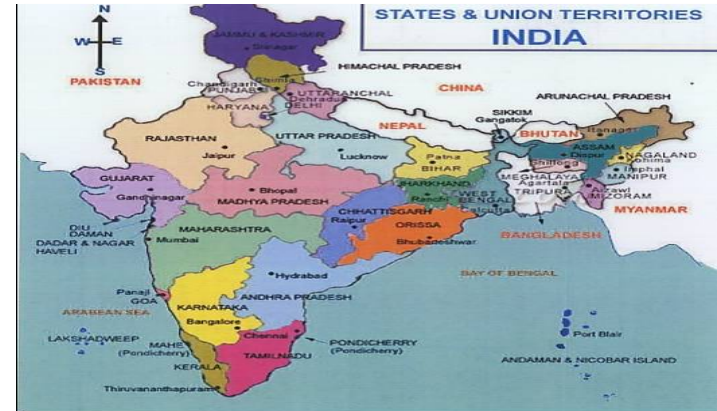 N
W E
S
STATES & UNION TERRITORIES
INDIA
JAMMU & KASHMIR
Srinagar
HIMACHAL PRADESH
PAKISTAN
CHINA
Chandigarh
Shimla
PUNJAB
UTTARANCHAL
Dehradun
HARYANA
DELHI
ARUNACHAL PRADESH
SIKKIM
Gangatok
NEPAL
BHUTAN
Itanagar
RAJASTHAN
Jaipur
UTTAR PRADESH
Lucknow
ASSAM
Dispur
NAGALAND
Kohima
Patna
BIHAR
Shillong
MEGHALAYA
Imphal
MANIPUR
GUJARAT
Gandhinagar
Bhopal
MADHYA PRADESH
JHARKHAND
Ranchi
WEST
BENGAL
Calcutta
Agartala
TRIPURA
Aizawl
MIZORAM
MYANMAR
CHHATTISGARH
Raipur
ORISSA
Bhubadeshwar
BANGLADESH
DIU
DAMAN
DADAR & NAGAR
HAVELI
MAHARASHTRA
Mumbai
Hydrabad
BAY OF BENGAL
Panaji
GOA
ANDHRA PRADESH
KARNATAKA
ARABEAN SEA
Bangalore
Chennai
LAKSHADWEEP
MAHE
(Pondicherry)
PONDICHERRY
(Pondicherry)
TAMILNADU
KERALA
Thiruvananthapuram
Port Blair
ANDAMAN & NICOBAR ISLAND